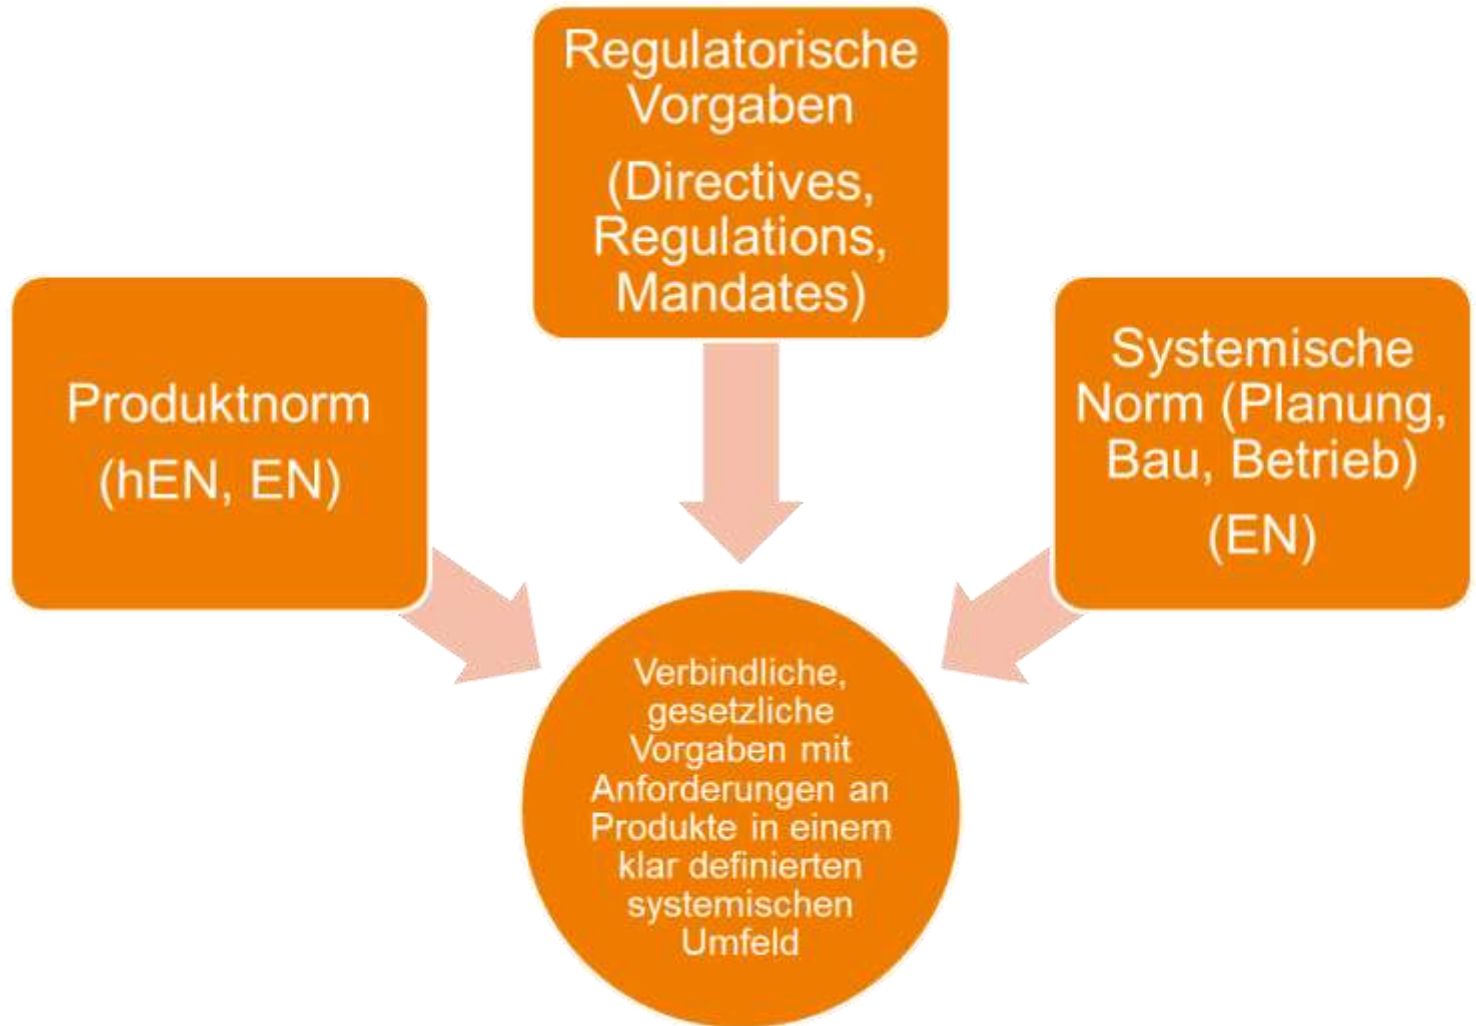 Regulatorische
Vorgaben
(Directives,
Regulations,
Mandates)
Produktnorm
(hEN, EN)
Systemische
Norm (Planung,
Bau, Betrieb)
(EN)
Verbindliche,
gesetzliche
Vorgaben mit
Anforderungen an
Produkte in einem
klar definierten
systemischen
Umfeld